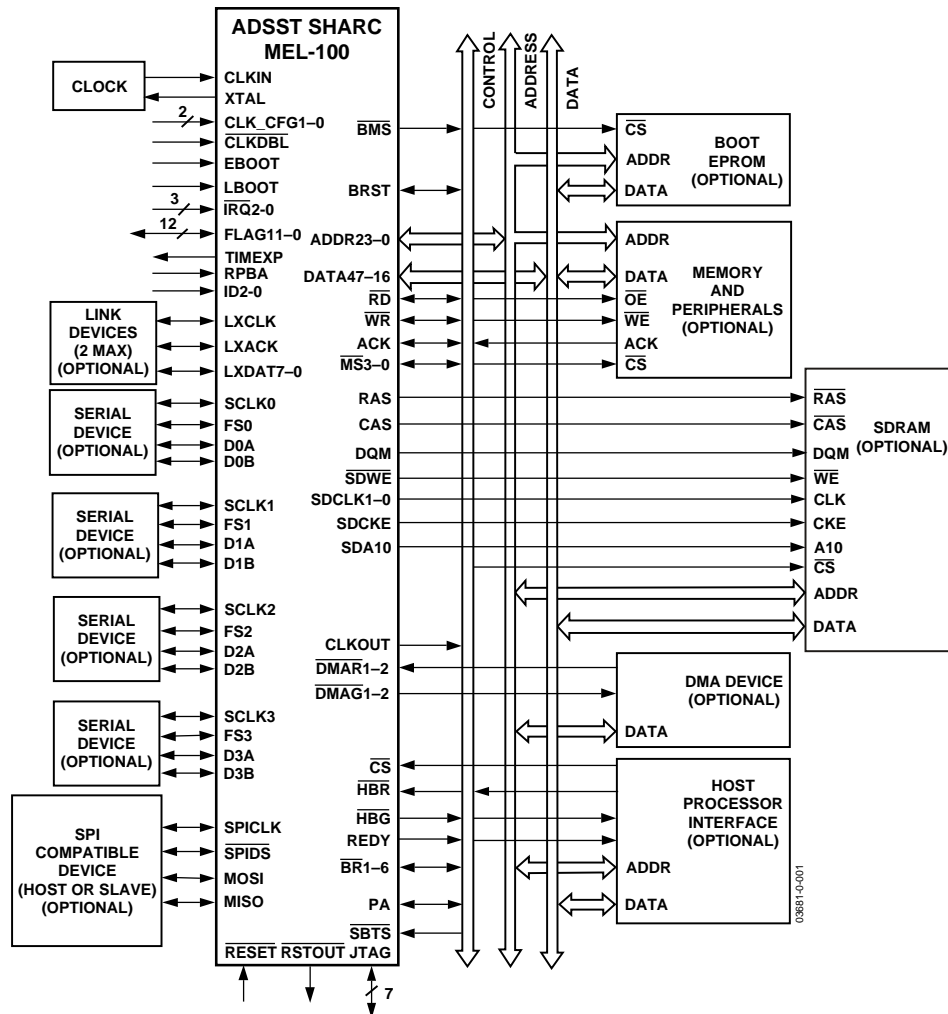 ADSST SHARC
MEL-100
CLOCK
CLKIN
XTAL
2
CLK_CFG1–0
CLKDBL
EBOOT
LBOOT
3
IRQ2-0
12
FLAG11–0
TIMEXP
RPBA
ID2-0
LINK
DEVICES
(2 MAX)
(OPTIONAL)
LXCLK
LXACK
LXDAT7–0
SERIAL
DEVICE
(OPTIONAL)
SCLK0
FS0
D0A
D0B
SERIAL
DEVICE
(OPTIONAL)
SCLK1
FS1
D1A
D1B
SERIAL
DEVICE
(OPTIONAL)
SCLK2
FS2
D2A
D2B
SERIAL
DEVICE
(OPTIONAL)
SCLK3
FS3
D3A
D3B
SPI
COMPATIBLE
DEVICE
(HOST OR SLAVE)
(OPTIONAL)
SPICLK
SPIDS
MOSI
MISO
RESET RSTOUT JTAG
7
BMS
BRST
ADDR23–0
DATA47–16
RD
WR
ACK
MS3–0
RAS
CAS
DQM
SDWE
SDCLK1–0
SDCKE
SDA10
CLKOUT
DMAR1–2
DMAG1–2
CS
HBR
HBG
REDY
BR1–6
PA
SBTS
CONTROL
ADDRESS
DATA
CS
ADDR
DATA
BOOT
EPROM
(OPTIONAL)
ADDR
DATA
OE
WE
ACK
CS
MEMORY
AND
PERIPHERALS
(OPTIONAL)
RAS
CAS
DQM
WE
CLK
CKE
A10
CS
ADDR
DATA
SDRAM
(OPTIONAL)
DMA DEVICE
(OPTIONAL)
DATA
HOST
PROCESSOR
INTERFACE
(OPTIONAL)
ADDR
DATA
03681-0-001